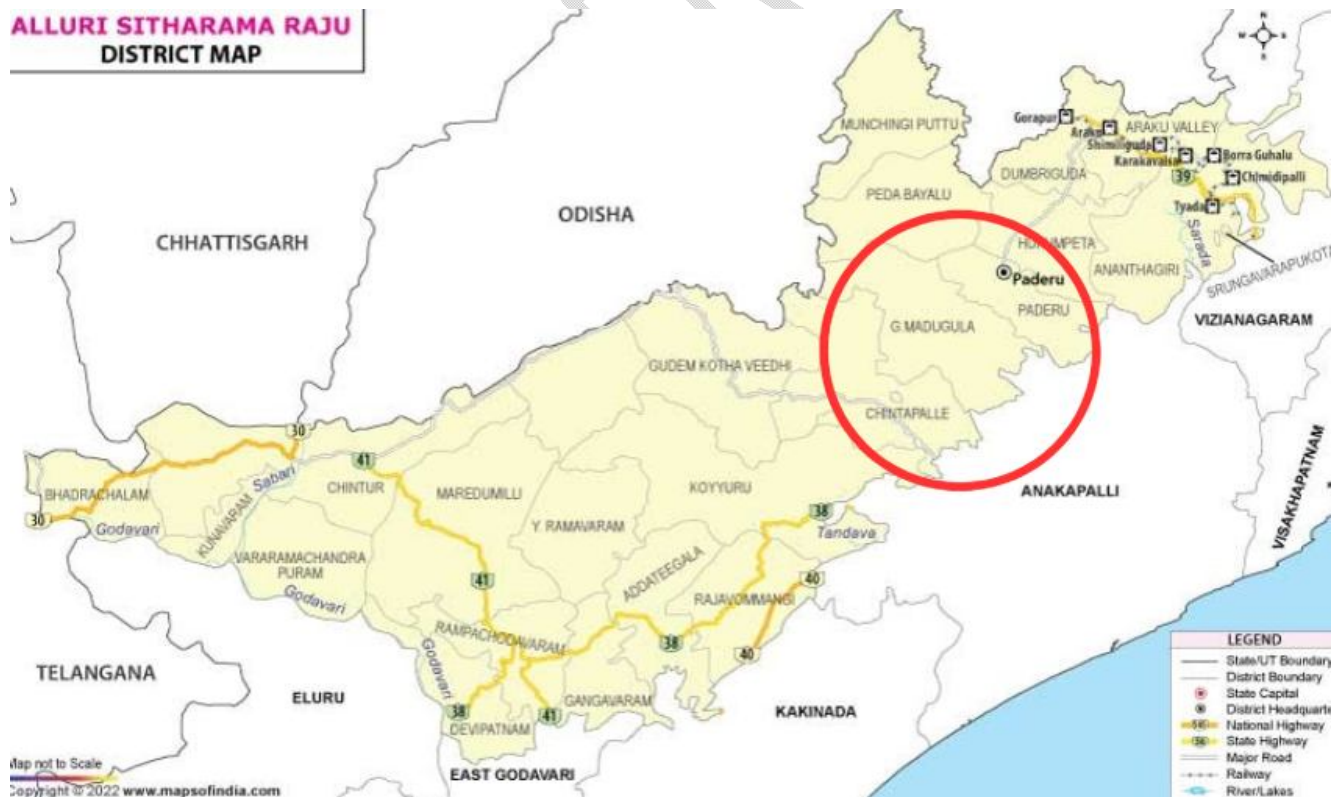 ALLURI SITHARAMA RAJU
DISTRICT MAP
N
W
E
S
MUNCHINGI PUTTU
Gorapur
Araku
ARAKU VALLEY
Shimiliguda
Karakavalsa
Borra Guhalu
DUMBRIGUDA
39
Chimidipalli
PEDA BAYALU
Tyada
ODISHA
CHHATTISGARH
HUKUMPETA
Sarada
ANANTHAGIRI
SRUNGAVARAPUKOTA
Paderu
PADERU
VIZIANAGARAM
G.MADUGULA
GUDEM KOTHA VEEDHI
CHINTAPALLE
30
41
BHADRACHALAM
Sabari
CHINTUR
MAREDUMILLI
KOYYURU
ANAKAPALLI
VISAKHAPATNAM
30
Godavari
KUNAVARAM
Y. RAMAVARAM
38
Tandava
VARARAMACHANDRA
PURAM
Godavari
41
ADDATEEGALA
RAJAVOMMANGI
40
RAMPACHODAVARAM
38
40
TELANGANA
Godavari
ELURU
GANGAVARAM
KAKINADA
38
41
DEVIPATNAM
EAST GODAVARI
LEGEND
State/UT Boundary
District Boundary
State Capital
District Headquarte
National Highway
State Highway
Major Road
Railway
River/Lakes
Map not to Scale
Copyright © 2022 www.mapsofindia.com